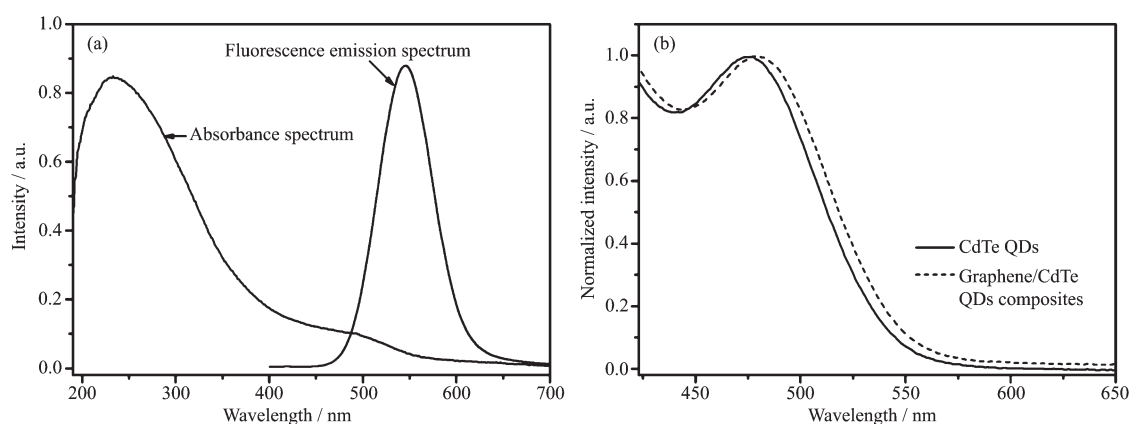 (a)
Fluorescence emission spectrum
Absorbance spectrum
Intensity / a.u.
1.0
0.8
0.6
0.4
0.2
0.0
200 300 400 500 600 700
Wavelength / nm
(b)
CdTe QDs
Graphene/CdTe
QDs composites
Normalized intensity / a.u.
1.0
0.8
0.6
0.4
0.2
0.0
450 500 550 600 650
Wavelength / nm